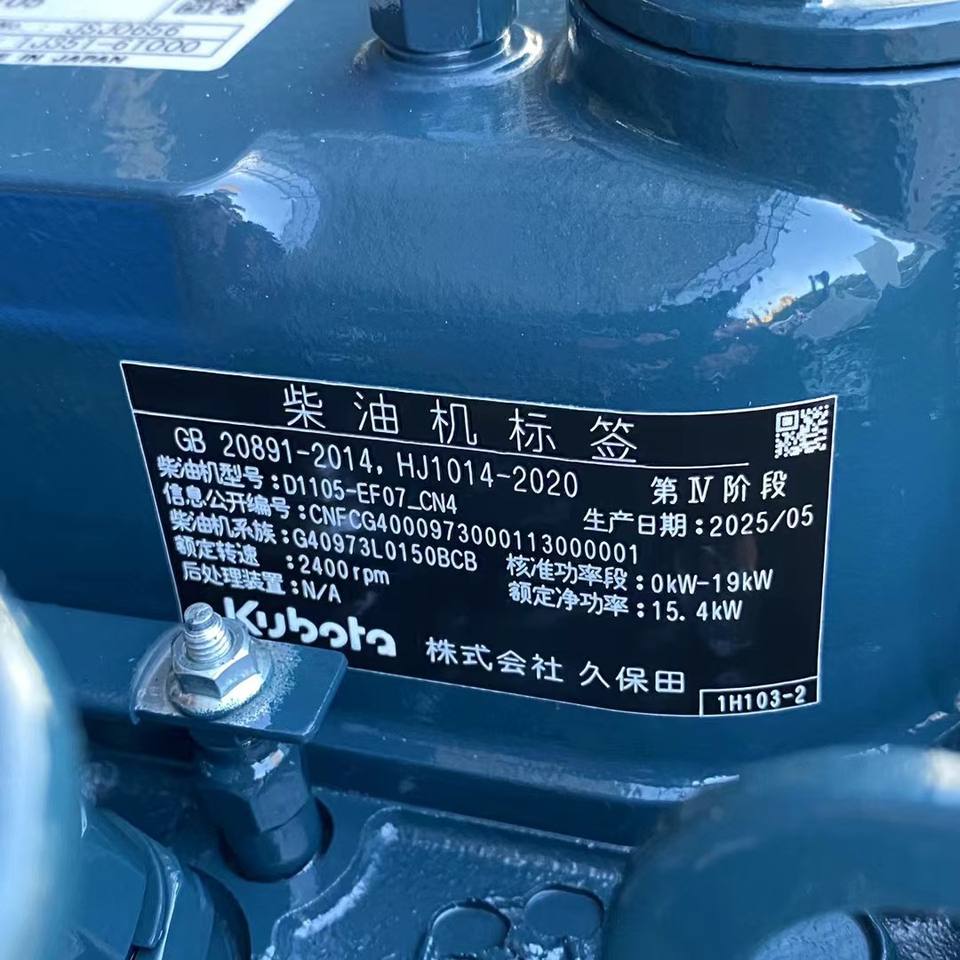 JSJ0656
1J351-61000
IN JAPAN
柴油机标签
GB 20891-2014, HJ1014-2020
第Ⅳ阶段
柴油机型号:D1105-EF07_CN4
生产日期:2025/05
信息公开编号:CNFCG4000973000113000001
柴油机系族:G40973L0150BCB
核准功率段:0kW-19kW
额定转速:2400rpm
额定净功率:15.4kW
后处理装置:N/A
Kubota
株式会社 久保田
1H103-2